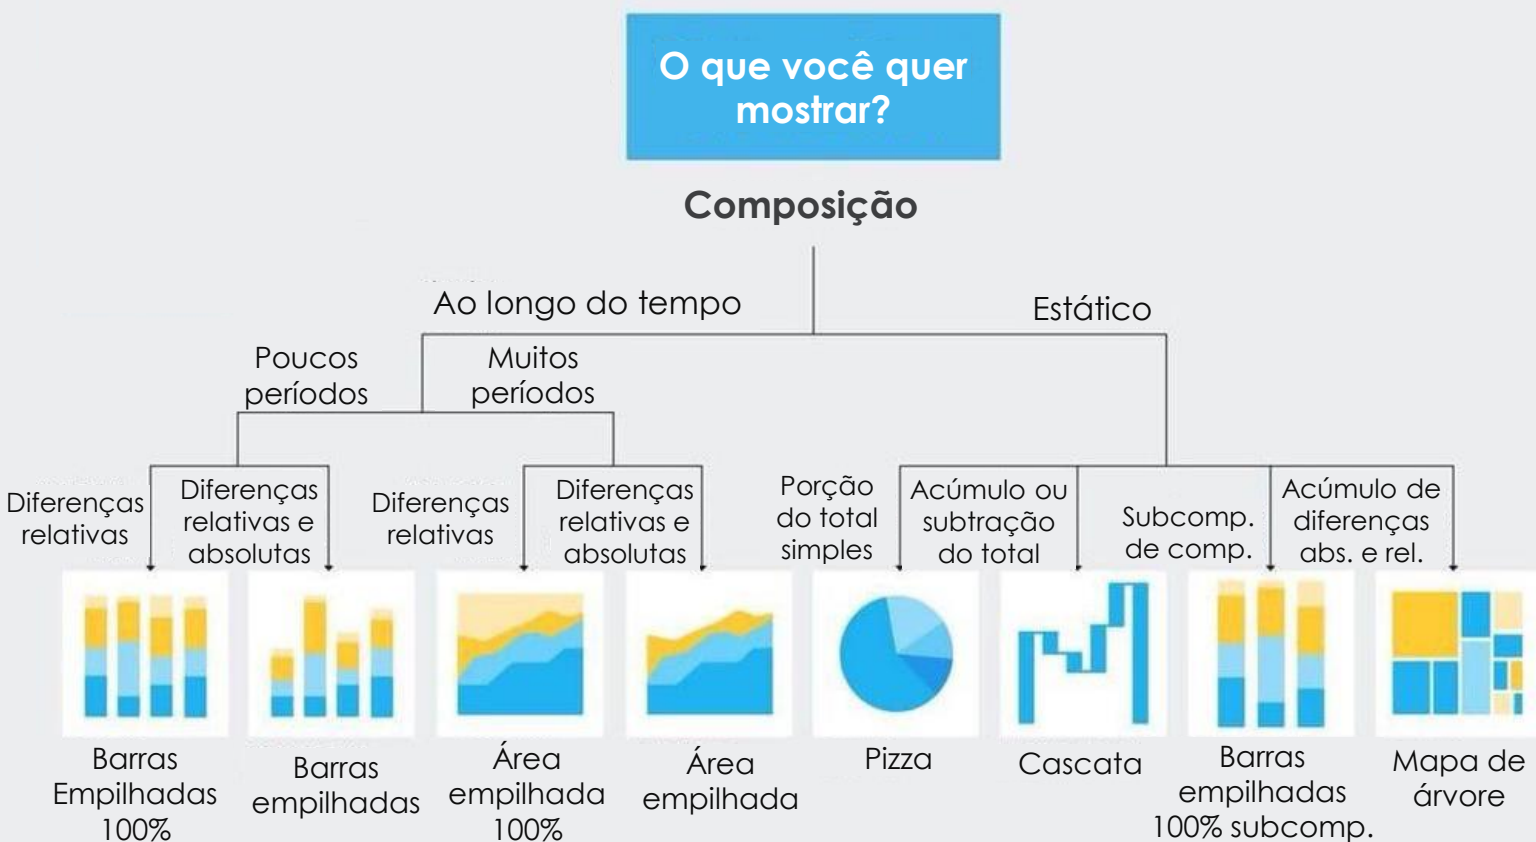 O que você quer
mostrar?
Composição
Ao longo do tempo
Estático
Poucos
períodos
Muitos
períodos
Diferenças
relativas
Diferenças
relativas e
absolutas
Diferenças
relativas
Diferenças
relativas e
absolutas
Porção
do total
simples
Acúmulo ou
subtração
do total
Subcomp.
de comp.
Acúmulo de
diferenças
abs. e rel.
Barras
Empilhadas
100%
Barras
empilhadas
Área
empilhada
100%
Área
empilhada
Pizza
Cascata
Barras
empilhadas
100% subcomp.
Mapa de
árvore